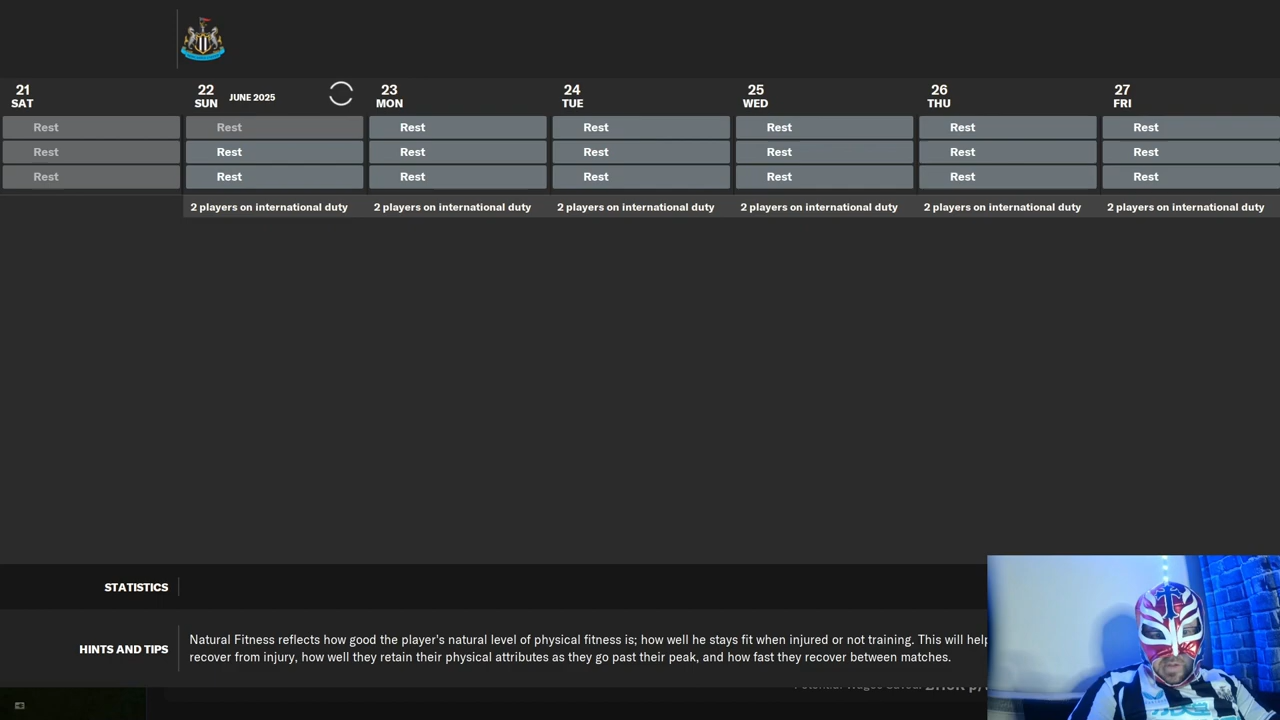 21
SAT
22
SUN
JUNE 2025
23
MON
24
TUE
25
WED
26
THU
27
FRI
Rest Rest Rest Rest Rest Rest Rest
Rest Rest Rest Rest Rest Rest Rest
Rest Rest Rest Rest Rest Rest Rest
2 players on international duty 2 players on international duty 2 players on international duty 2 players on international duty 2 players on international duty 2 players on international duty
STATISTICS
HINTS AND TIPS
Natural Fitness reflects how good the player's natural level of physical fitness is; how well he stays fit when injured or not training. This will help
recover from injury, how well they retain their physical attributes as they go past their peak, and how fast they recover between matches.